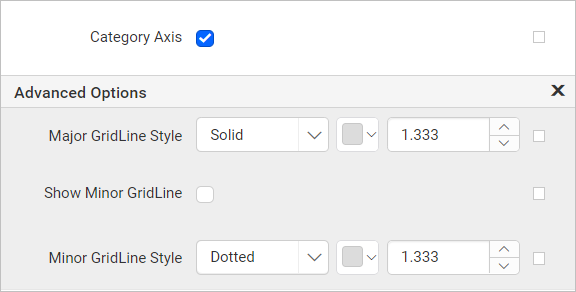 Category Axis
Advanced Options
Major GridLine Style Solid 1.333
Show Minor GridLine
Minor GridLine Style Dotted 1.333